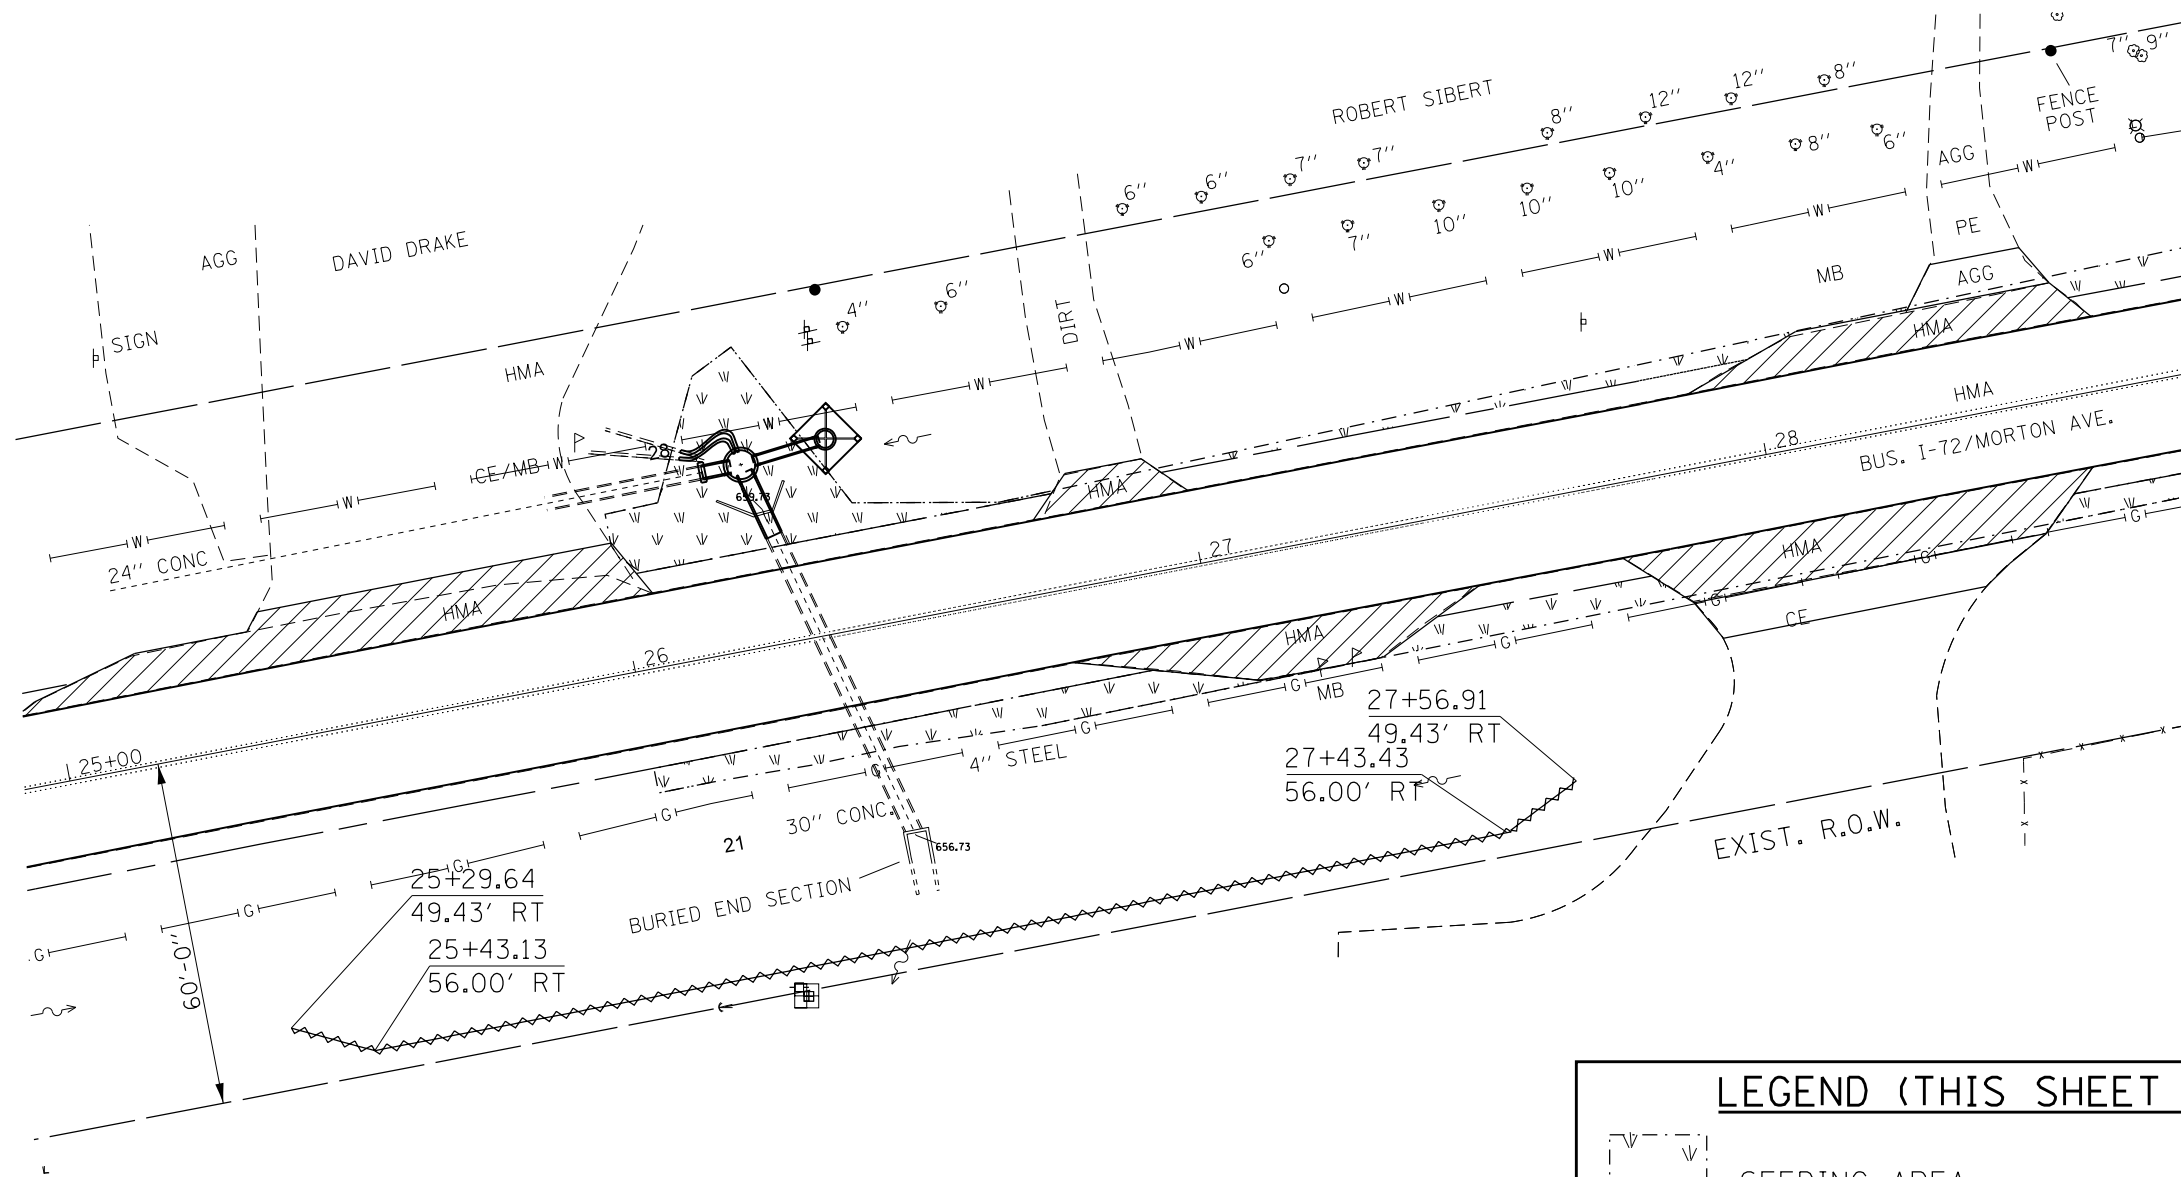 7'' 9''
8''
12''
12''
8''
ROBERT SIBERT
FENCE
POST
7''
7''
6''
6''
6''
8''
4''
10''
10''
10''
7''
6''
AGG
W
W
W
W
W
W
W
W
W
W
W
PE
AGG
MB
AGG
DAVID DRAKE
SIGN
6''
4''
DIRT
HMA
HMA
HMA
28
BUS. I-72/MORTON AVE.
28
CE/MB
HMA
659.73
24'' CONC
27
HMA
HMA
G
G
G
CE
HMA
26
HMA
G
MB
G
25+00
27+56.91
49.43' RT
27+43.43
56.00' RT
4'' STEEL
G
G
G
30'' CONC.
21
656.73
EXIST. R.O.W.
G
25+29.64
49.43' RT
BURIED END SECTION
G
G
25+43.13
56.00' RT
60'-0''
LEGEND (THIS SHEET
SEEDING AREA